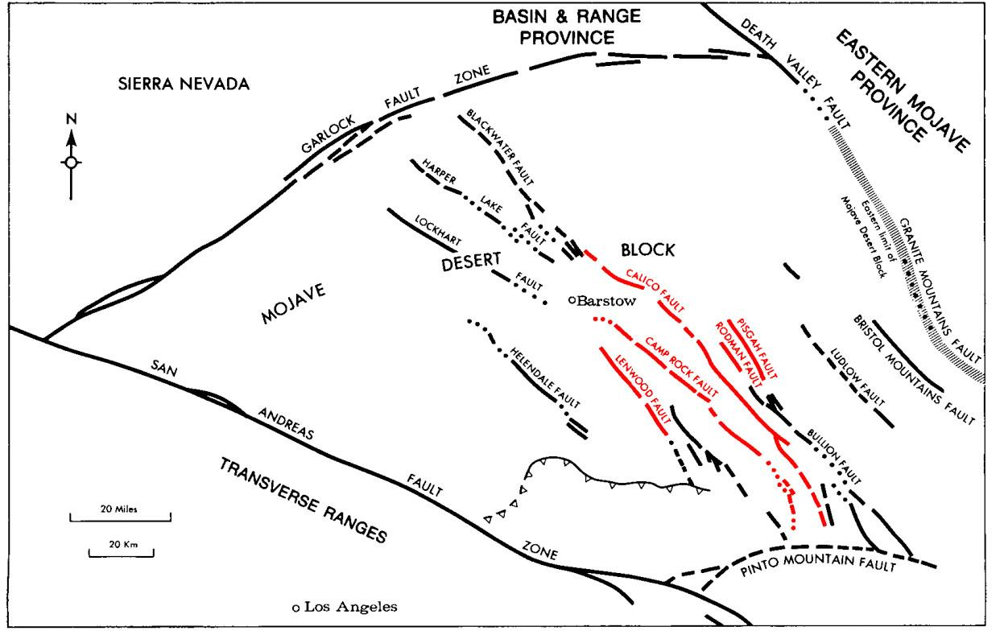 BASIN & RANGE
PROVINCE
DEATH VALLEY FAULT
EASTERN MOJAVE
PROVINCE
SIERRA NEVADA
N
GARLOCK FAULT ZONE
BLACKWATER FAULT
HARPER LAKE FAULT
LOCKHART FAULT
Eastern limit of
Mojave Desert Block
GRANITE MOUNTAINS FAULT
MOJAVE DESERT BLOCK
CALICO FAULT
Barstow
PISGAH FAULT
RODMAN FAULT
CAMP ROCK FAULT
LENWOOD FAULT
HELENDALE FAULT
LUDLOW FAULT
BRISTOL MOUNTAINS FAULT
BULLION FAULT
SAN ANDREAS FAULT ZONE
TRANSVERSE RANGES
20 Miles
20 Km
PINTO MOUNTAIN FAULT
Los Angeles